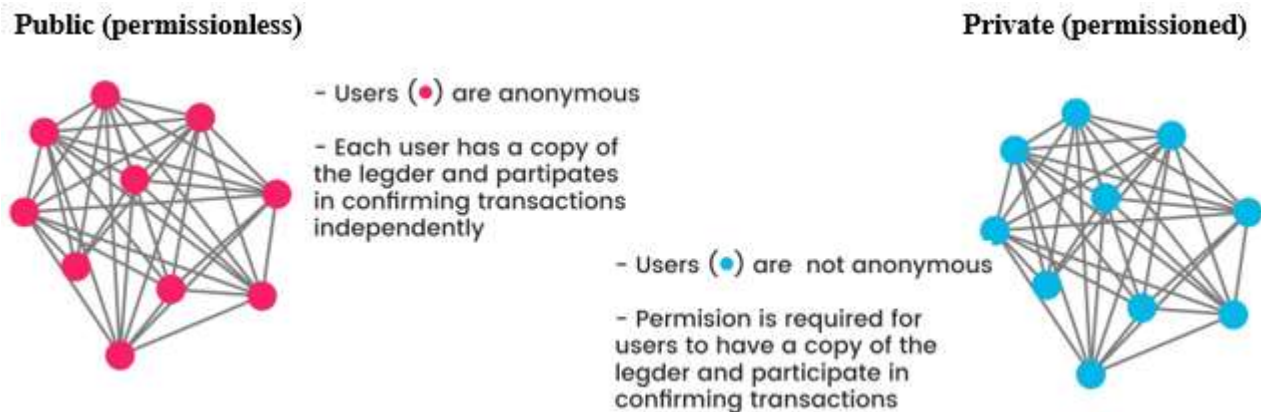 Public (permissionless)
Private (permissioned)
- Users (●) are anonymous
- Each user has a copy of
the legder and partipates
in confirming transactions
independently
- Users (●) are not anonymous
- Permision is required for
users to have a copy of the
legder and participate in
confirming transactions